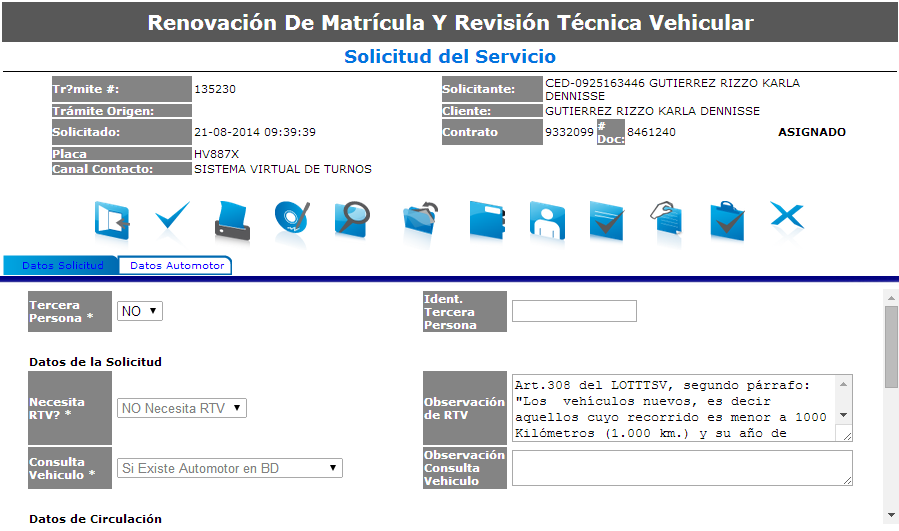 Renovación De Matrícula Y Revisión Técnica Vehicular
Solicitud del Servicio
Tr?mite #: 135230
Solicitante: CED-0925163446 GUTIERREZ RIZZO KARLA
DENNISSE
Trámite Origen:
Cliente: GUTIERREZ RIZZO KARLA DENNISSE
Solicitado: 21-08-2014 09:39:39
Contrato 9332099 # Doc: 8461240 ASIGNADO
Placa HV887X
Canal Contacto: SISTEMA VIRTUAL DE TURNOS
Datos Solicitud Datos Automotor
Tercera
Persona *
NO
Ident.
Tercera
Persona
Datos de la Solicitud
Necesita
RTV? *
NO Necesita RTV
Observación
de RTV
Art.308 del LOTTTSV, segundo párrafo:
"Los vehículos nuevos, es decir
aquellos cuyo recorrido es menor a 1000
Kilómetros (1.000 km.) y su año de
Consulta
Vehiculo *
Si Existe Automotor en BD
Observación
Consulta
Vehiculo
Datos de Circulación